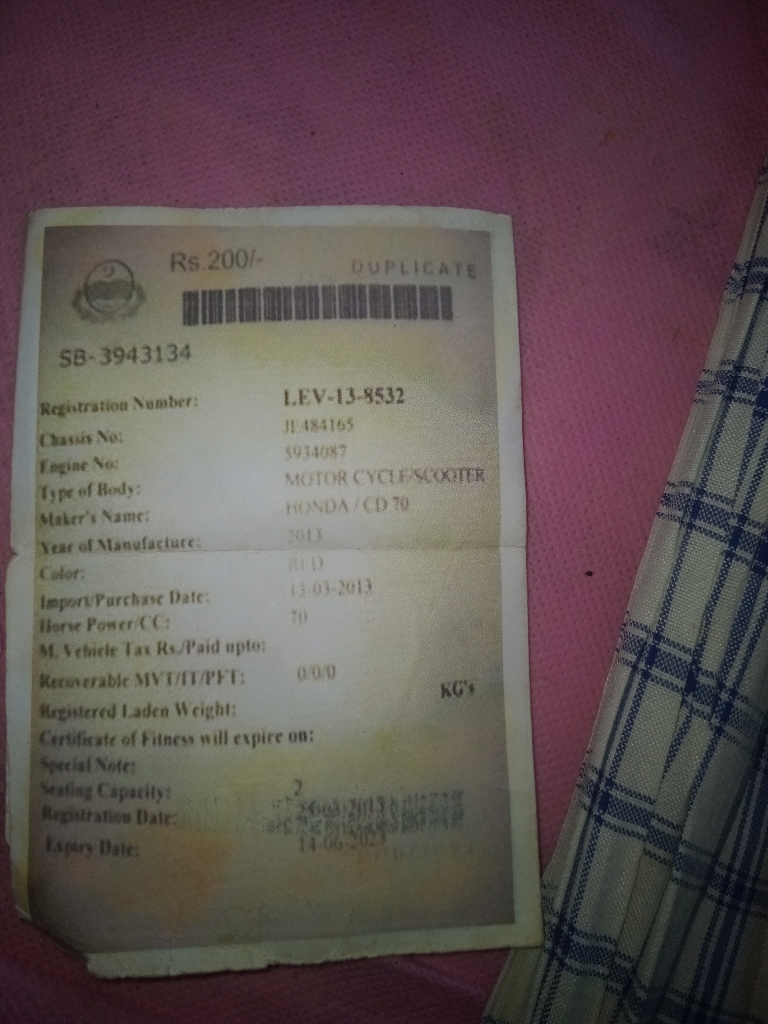 Rs.200/-
DUPLICATE
SB-3943134
Registration Number: LEV-13-8532
Chassis No: JF484165
Engine No: 5934087
Type of Body: MOTOR CYCLE/SCOOTER
Maker's Name: HONDA / CD 70
Year of Manufacture: 2013
Color: RED
Import/Purchase Date: 13-03-2013
Horse Power/CC: 70
M. Vehicle Tax Rs./Paid upto:
Recoverable MVT/IT/PFT: 0/0/0
Registered Laden Weight: KG's
Certificate of Fitness will expire on:
Special Note:
Seating Capacity: 2
Registration Date:
Expiry Date: